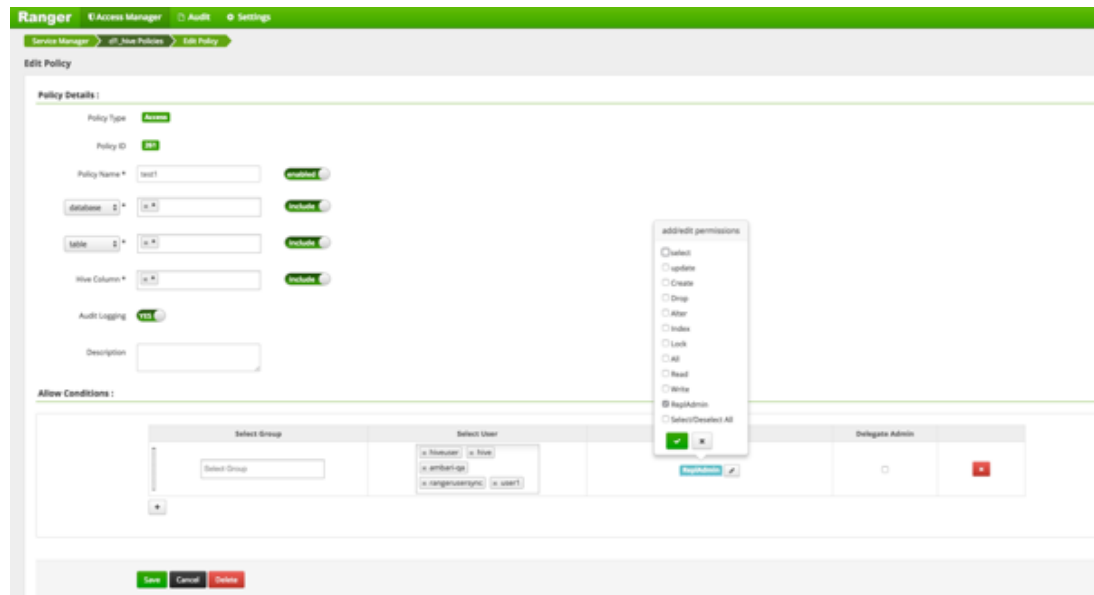 Ranger Access Manager Audit Settings
Service Manager cl1_hive Policies Edit Policy
Edit Policy
Policy Details :
Policy Type Access
Policy ID
Policy Name * test1 enabled
database * × * include
table * × * include
Hive Column * × * include
Audit Logging YES
Description
Allow Conditions :
add/edit permissions
select
update
Create
Drop
Alter
Index
Lock
All
Read
Write
ReplAdmin
Select/Deselect All
Select Group Select User Delegate Admin
Select Group
× hiveuser × hive
× ambari-qa
× rangerusersync × user1
ReplAdmin
+
Save Cancel Delete